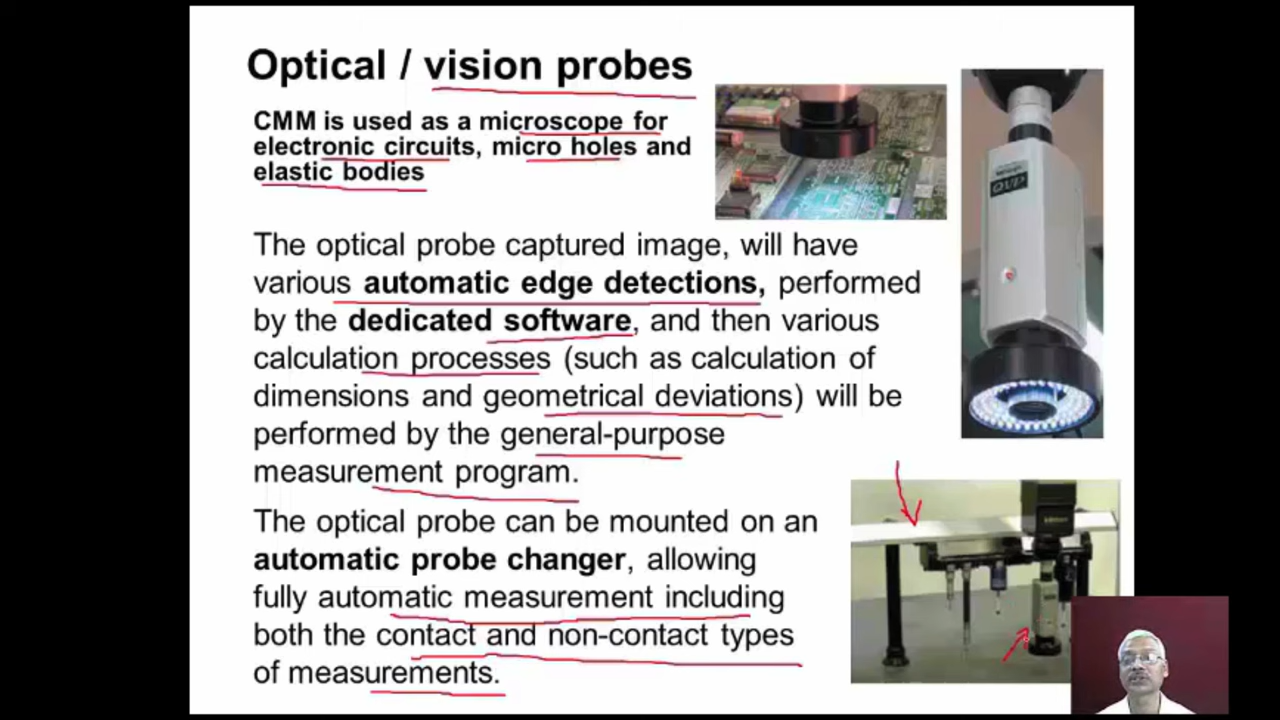 Optical / vision probes
CMM is used as a microscope for
electronic circuits, micro holes and
elastic bodies
The optical probe captured image, will have
various automatic edge detections, performed
by the dedicated software, and then various
calculation processes (such as calculation of
dimensions and geometrical deviations) will be
performed by the general-purpose
measurement program.
The optical probe can be mounted on an
automatic probe changer, allowing
fully automatic measurement including
both the contact and non-contact types
of measurements.
QVP